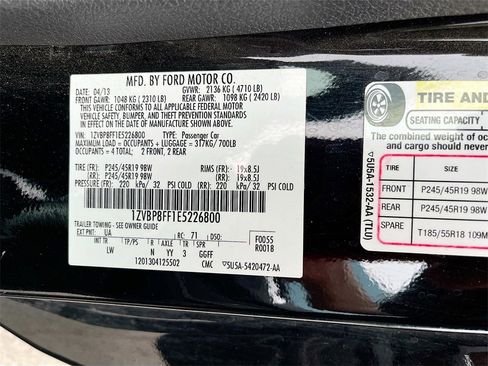 MFD. BY FORD MOTOR CO.
DATE: 04/13 GVWR: 2136 KG ( 4710 LB)
FRONT GAWR: 1048 KG ( 2310 LB) REAR GAWR: 1098 KG ( 2420 LB)
THIS VEHICLE CONFORMS TO ALL APPLICABLE FEDERAL MOTOR
VEHICLE SAFETY, BUMPER, AND THEFT PREVENTION STANDARDS IN
EFFECT ON THE DATE OF MANUFACTURE SHOWN ABOVE.
VIN: 1ZVBP8FF1E5226800 TYPE: Passenger Car
MAXIMUM LOAD = OCCUPANTS + LUGGAGE = 317KG/ 700LB
OCCUPANTS = 4 TOTAL 2 FRONT, 2 REAR
TIRE (FR): P245/45R19 98W RIMS (FR): 19x8.5J
(RR): P245/45R19 98W (RR): 19x8.5J
PRESSURE (FR): 220 kPa/ 32 PSI COLD (RR): 220 kPa/ 32 PSI COLD
1ZVBP8FF1E5226800
TRAILER TOWING - SEE OWNER GUIDE
EXT PNT: UA RC: 71 DSO: F0055
R0018
INT TR TP/PS R AXLE TR SPR
LW N YY 3 GGFF
1201304125502 CMC 5U5A-5420472-AA
TIRE AND
SEATING CAPACITY
The combined weight of oc
and cargo should never
TIRE SIZE
FRONT P245/45R19 98W
REAR P245/45R19 98W
SPARE T185/55R18 109M
5U5A-1532-AA (TLU)